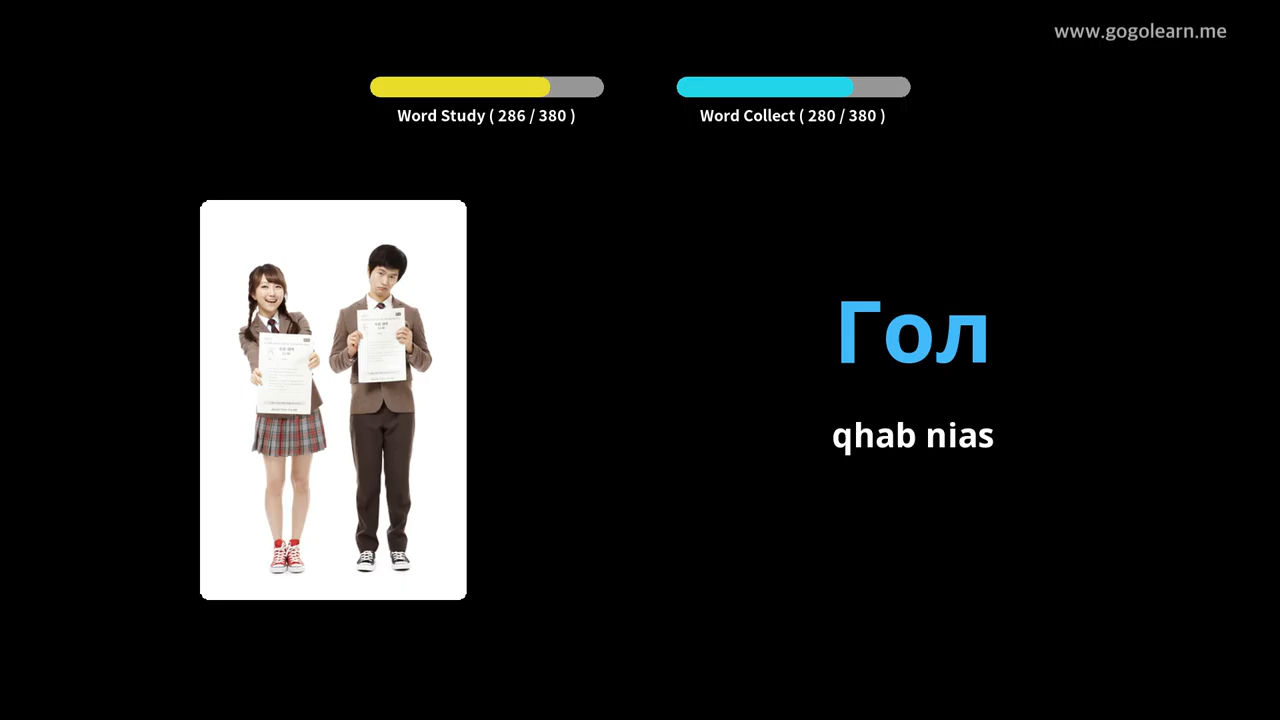 www.gogolearn.me
Word Study ( 286 / 380 )
Word Collect ( 280 / 380 )
Гол
qhab nias